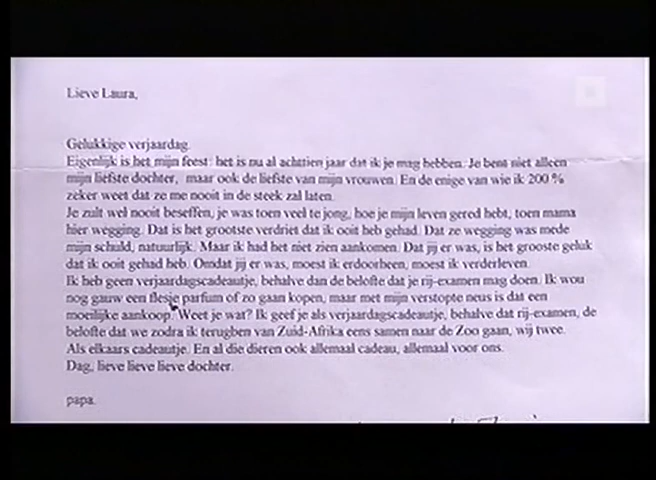 Lieve Laura,
Gelukkige verjaardag.
Eigenlijk is het mijn feest: het is nu al achttien jaar dat ik je mag hebben. Je bent niet alleen
mijn liefste dochter, maar ook de liefste van mijn vrouwen. En de enige van wie ik 200 %
zeker weet dat ze me nooit in de steek zal laten.
Je zult wel nooit beseffen, je was toen veel te jong, hoe je mijn leven gered hebt, toen mama
hier wegging. Dat is het grootste verdriet dat ik ooit heb gehad. Dat ze wegging was mede
mijn schuld, natuurlijk. Maar ik had het niet zien aankomen. Dat jij er was, is het grooste geluk
dat ik ooit gehad heb. Omdat jij er was, moest ik erdoorheen, moest ik verderleven.
Ik heb geen verjaardagscadeautje, behalve dan de belofte dat je rij-examen mag doen. Ik wou
nog gauw een flesje parfum of zo gaan kopen, maar met mijn verstopte neus is dat een
moeilijke aankoop. Weet je wat? Ik geef je als verjaardagscadeautje, behalve dat rij-examen, de
belofte dat we zodra ik terugben van Zuid-Afrika eens samen naar de Zoo gaan, wij twee.
Als elkaars cadeautje. En al die dieren ook allemaal cadeau, allemaal voor ons.
Dag, lieve lieve lieve dochter.
papa.